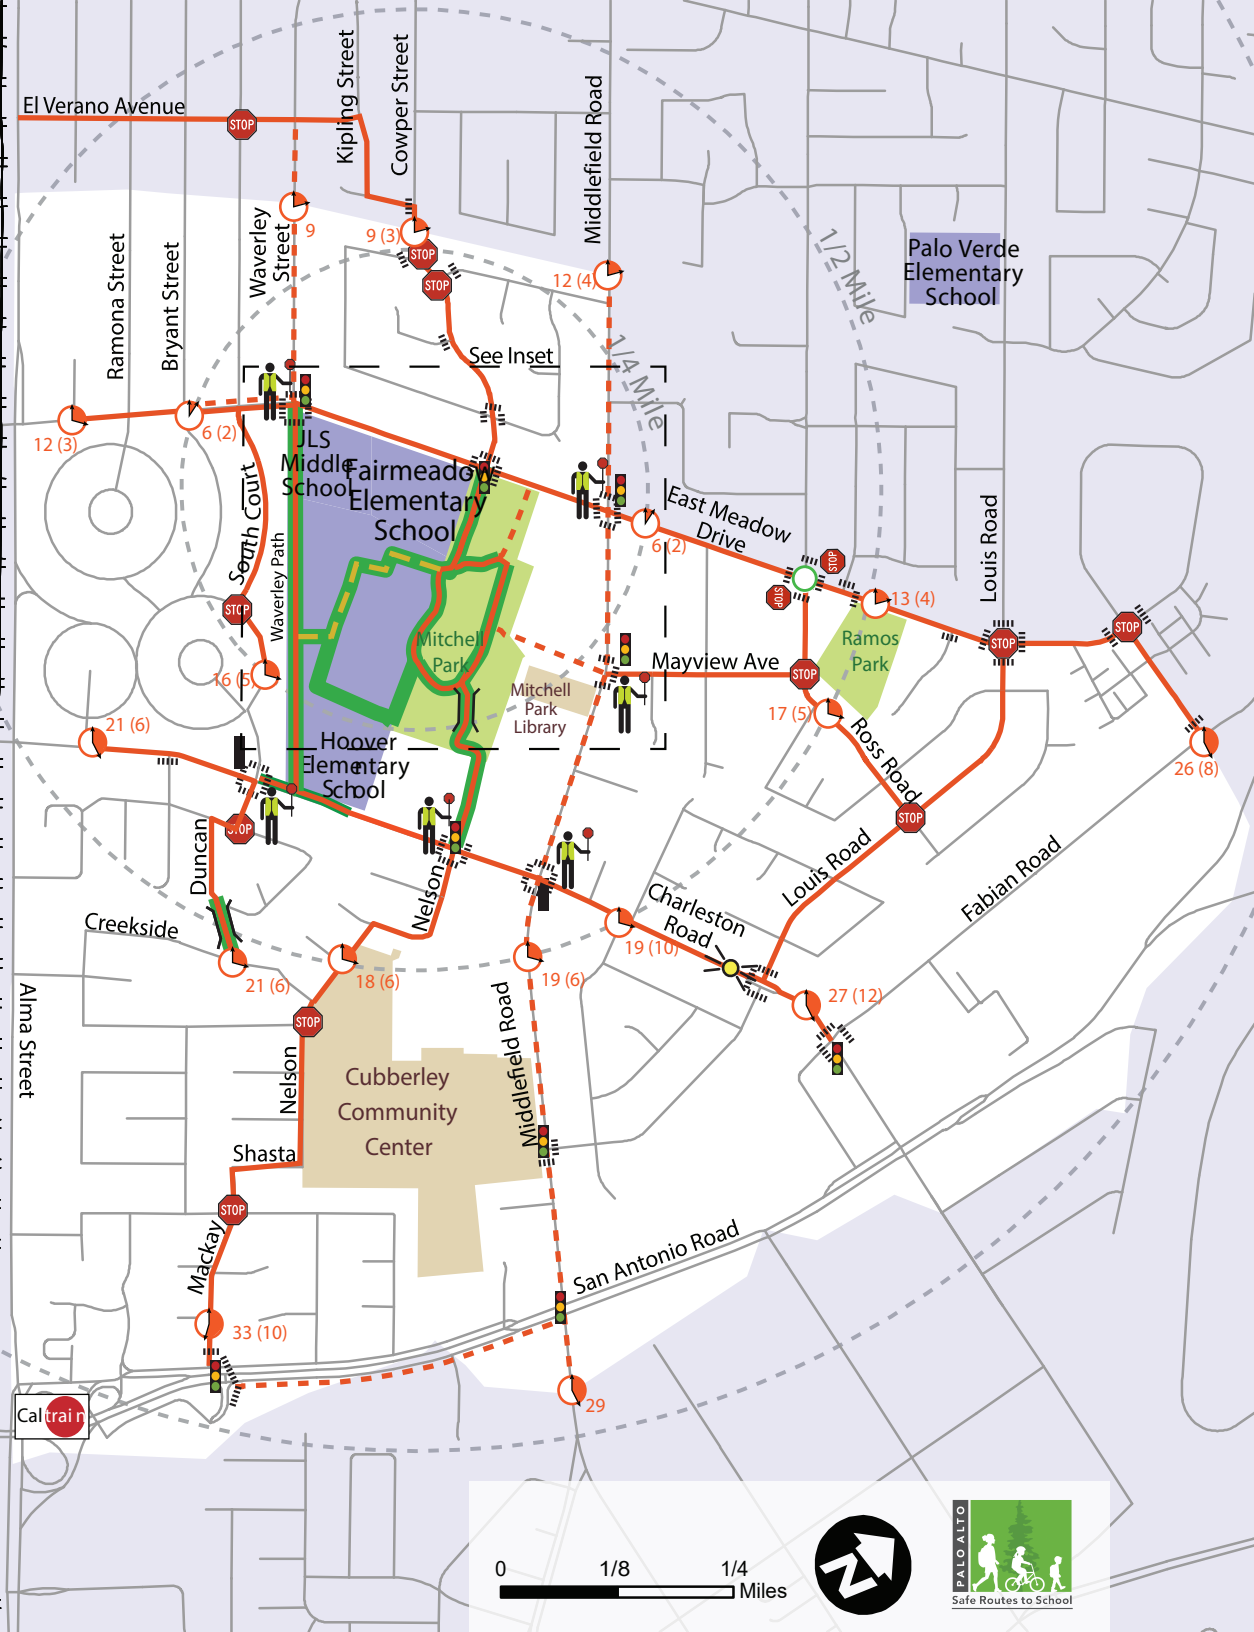 El Verano Avenue
STOP
Kipling Street
Cowper Street
Middlefield Road
Ramona Street
Bryant Street
Waverley
Street
9
9 (3)
STOP
STOP
12 (4)
1/2 Mile
Palo Verde
Elementary
School
See Inset
1/4 Mile
12 (3)
6 (2)
JLS
Middle
School
Fairmeadow
Elementary
School
South Court
Waverley Path
East Meadow
Drive
6 (2)
STOP
STOP
13 (4)
Louis Road
STOP
STOP
STOP
16 (5)
Mitchell
Park
Ramos
Park
Mayview Ave
STOP
Mitchell
Park
Library
17 (5)
21 (6)
Hoover
Elementary
School
Ross Road
26 (8)
STOP
STOP
Duncan
Nelson
Louis Road
Fabian Road
Charleston
Road
Creekside
21 (6)
18 (6)
19 (6)
19 (10)
27 (12)
Alma Street
STOP
Nelson
Middlefield Road
Cubberley
Community
Center
Shasta
STOP
Mackay
33 (10)
San Antonio Road
29
Caltrain
0 1/8 1/4
Miles
N
PALO ALTO
Safe Routes to School